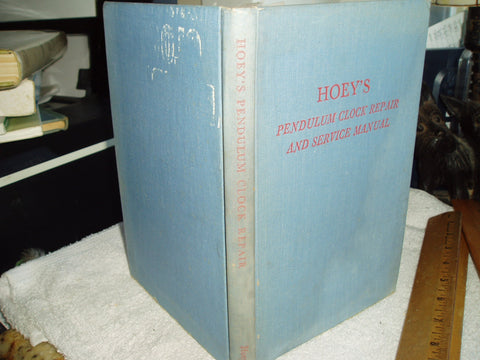 HOEY'S
PENDULUM CLOCK REPAIR
AND SERVICE MANUAL
HOEY'S PENDULUM CLOCK REPAIR